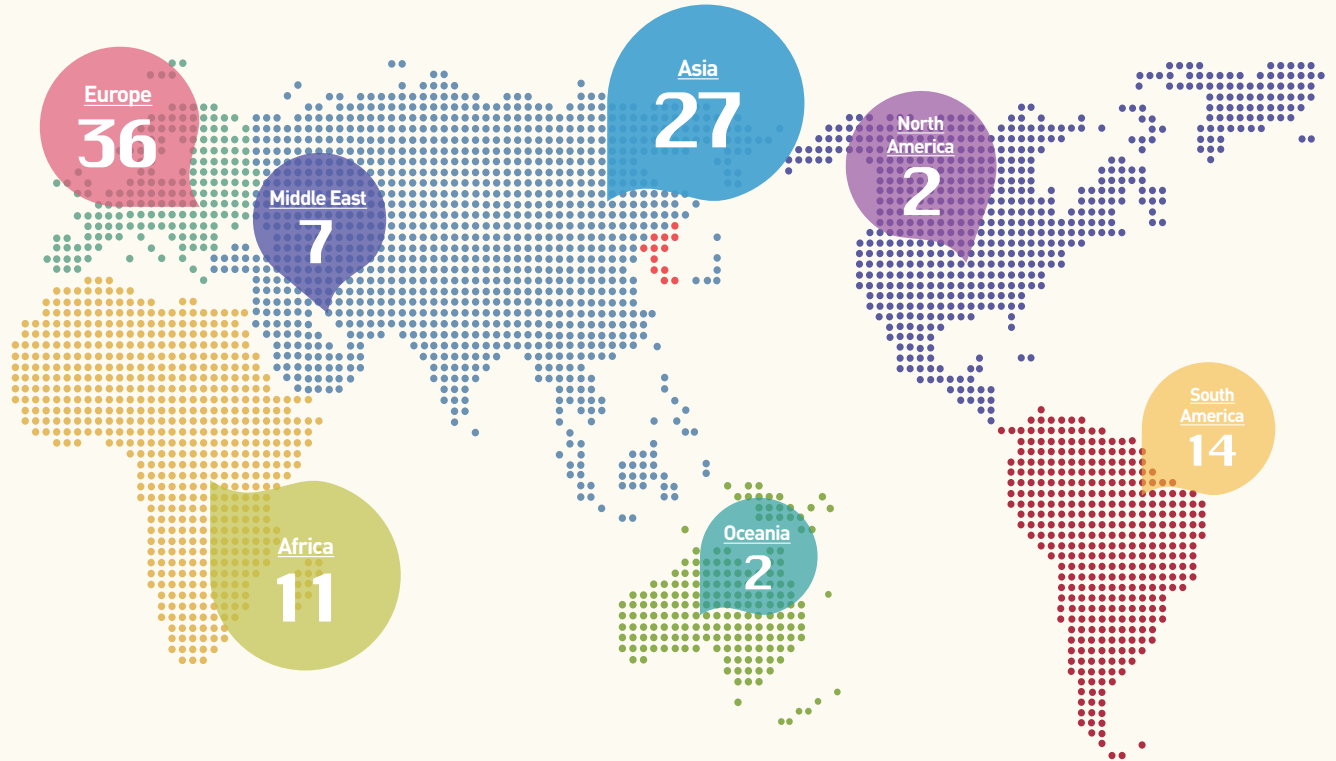 Europe
36
Middle East
7
Asia
27
North
America
2
South
America
14
Africa
11
Oceania
2